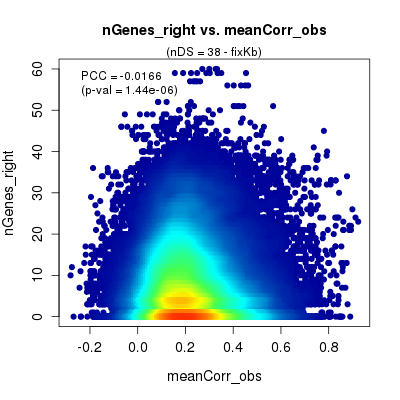 nGenes_right vs. meanCorr_obs
(nDS = 38 - fixKb)
PCC = -0.0166
(p-val = 1.44e-06)
nGenes_right
60
50
40
30
20
10
0
-0.2 0.0 0.2 0.4 0.6 0.8
meanCorr_obs